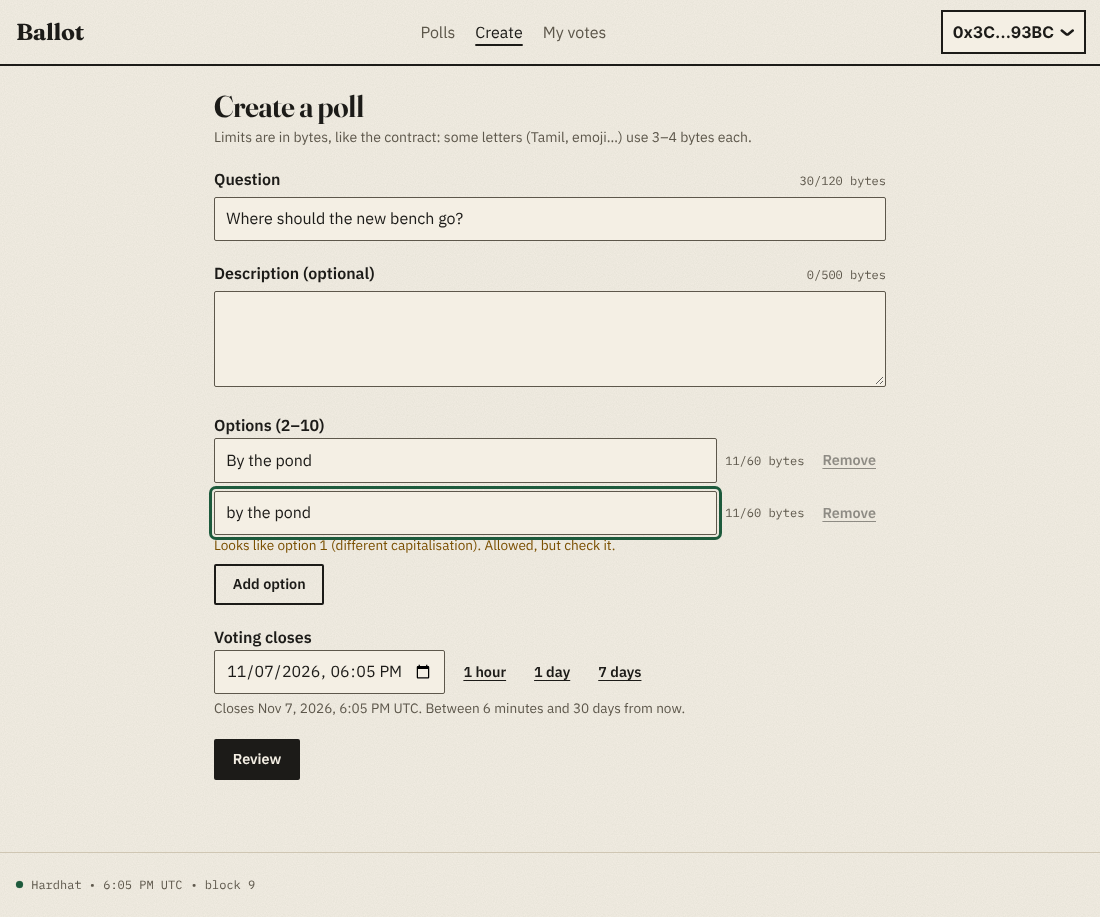 Ballot
Polls Create My votes
0x3C...93BC
Create a poll
Limits are in bytes, like the contract: some letters (Tamil, emoji...) use 3–4 bytes each.
Question 30/120 bytes
Where should the new bench go?
Description (optional) 0/500 bytes
Options (2–10)
By the pond 11/60 bytes Remove
by the pond 11/60 bytes Remove
Looks like option 1 (different capitalisation). Allowed, but check it.
Add option
Voting closes
11/07/2026, 06:05 PM 1 hour 1 day 7 days
Closes Nov 7, 2026, 6:05 PM UTC. Between 6 minutes and 30 days from now.
Review
Hardhat • 6:05 PM UTC • block 9